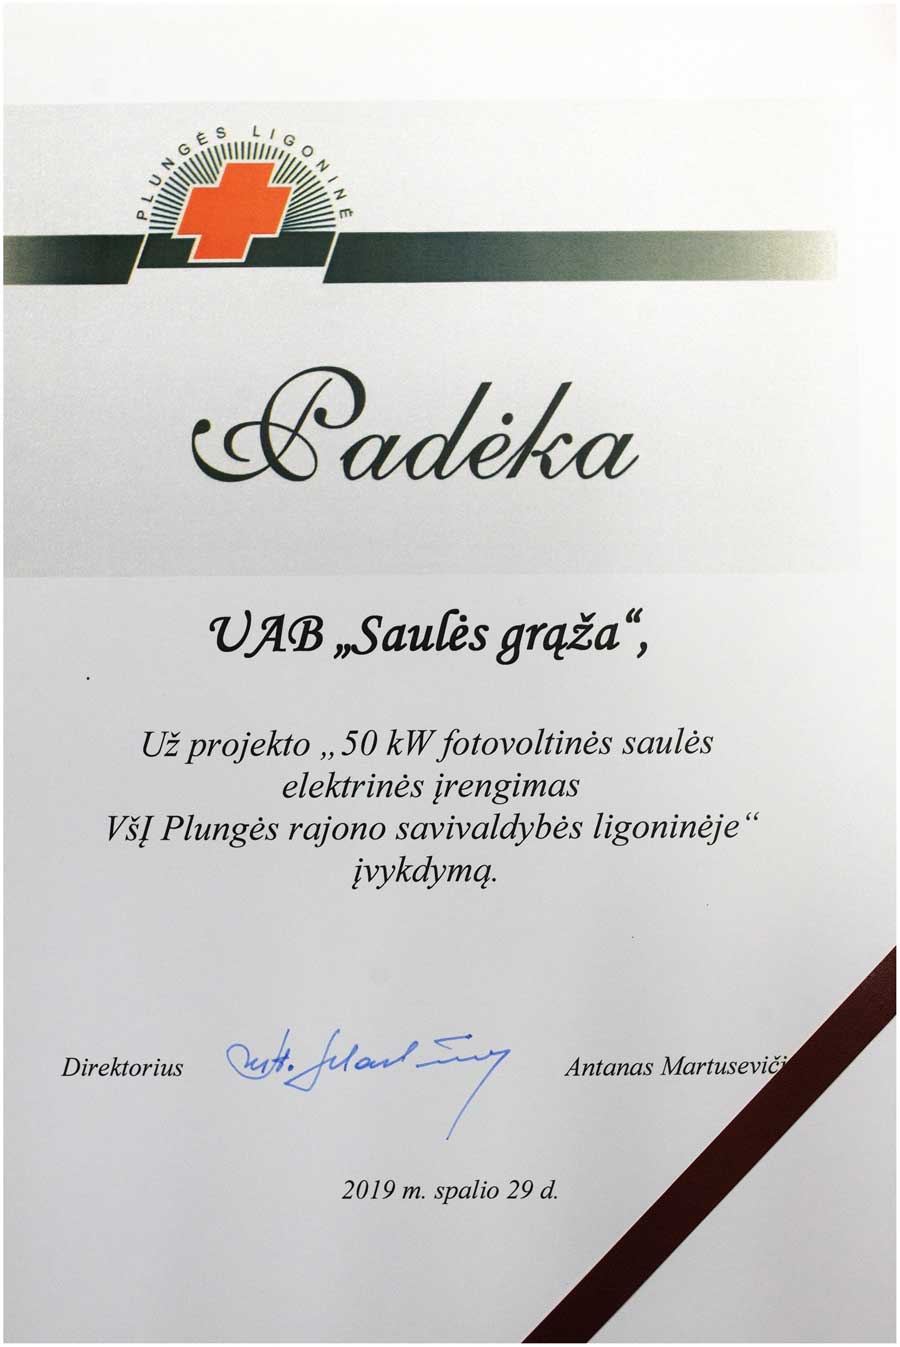 PLUNGĖS LIGONINĖ
Padėka
UAB „Saulės grąža“,
Už projekto „50 kW fotovoltinės saulės
elektrinės įrengimas
VšĮ Plungės rajono savivaldybės ligoninėje“
įvykdymą.
Direktorius Antanas
2019 m. spalio 29 d.